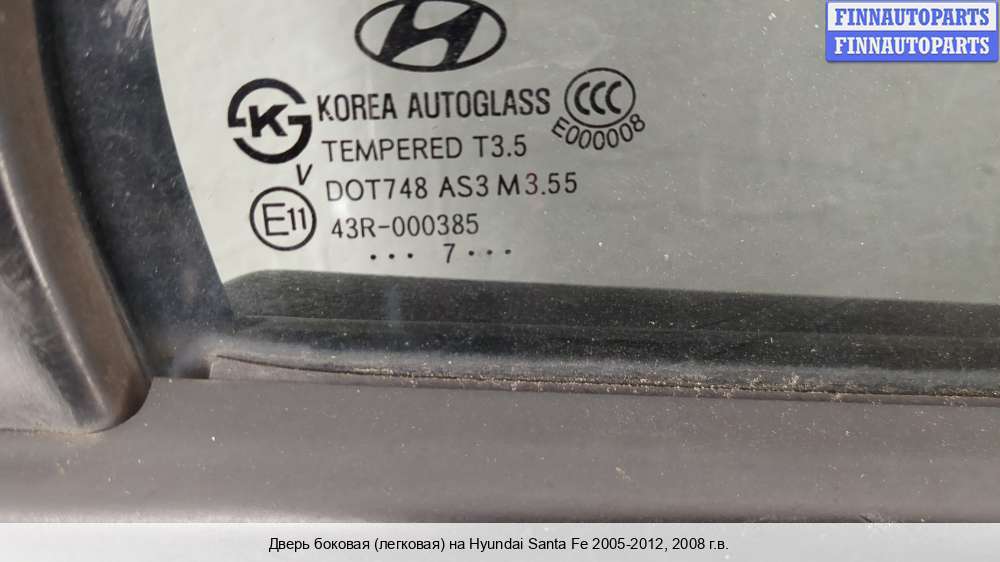 FINNAUTOPARTS
FINNAUTOPARTS
K
KOREA AUTOGLASS
CCC
E000008
TEMPERED T3.5
V
DOT748 AS3 M3.55
E11
43R-000385
••• 7•••
Дверь боковая (легковая) на Hyundai Santa Fe 2005-2012, 2008 г.в.